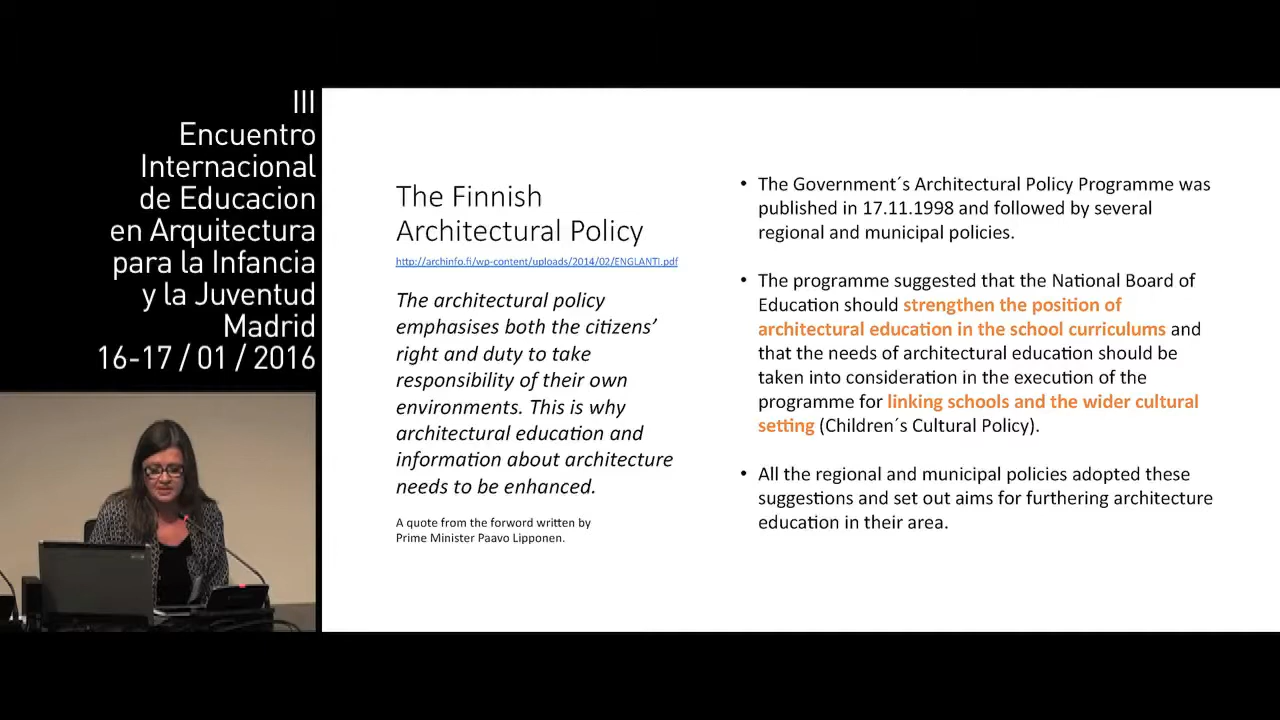 III
Encuentro
Internacional
de Educacion
en Arquitectura
para la Infancia
y la Juventud
Madrid
16-17 / 01 / 2016
The Finnish
Architectural Policy
http://archinfo.fi/wp-content/uploads/2014/02/ENGLANTI.pdf
The architectural policy
emphasises both the citizens’
right and duty to take
responsibility of their own
environments. This is why
architectural education and
information about architecture
needs to be enhanced.
A quote from the forword written by
Prime Minister Paavo Lipponen.
• The Government´s Architectural Policy Programme was
published in 17.11.1998 and followed by several
regional and municipal policies.
• The programme suggested that the National Board of
Education should strengthen the position of
architectural education in the school curriculums and
that the needs of architectural education should be
taken into consideration in the execution of the
programme for linking schools and the wider cultural
setting (Children´s Cultural Policy).
• All the regional and municipal policies adopted these
suggestions and set out aims for furthering architecture
education in their area.